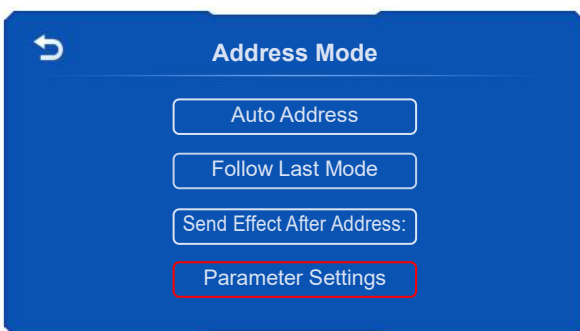 Address Mode
Auto Address
Follow Last Mode
Send Effect After Address:
Parameter Settings